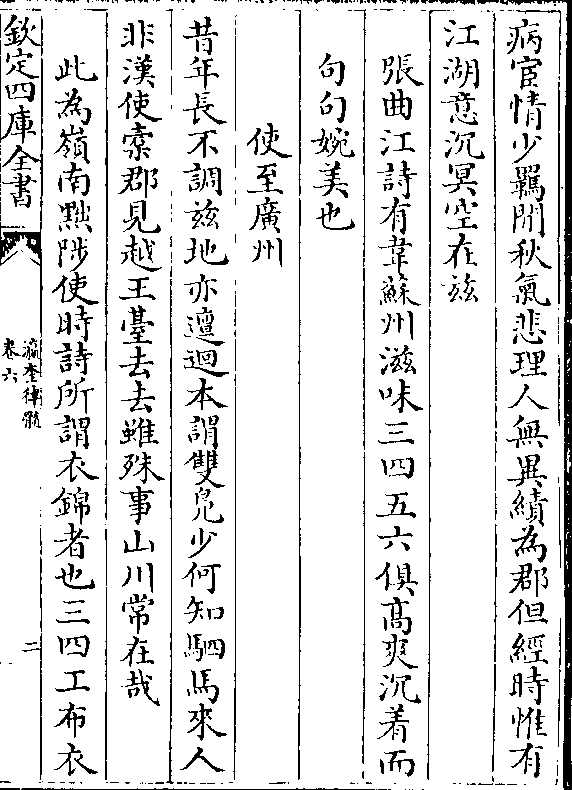 病宦情少羈閒秋氣悲理人無異績為郡但經時惟有
江湖意沉冥空在兹
張曲江詩有韋蘇州滋味三四五六俱髙爽沉着而
句句婉美也
使至廣州
昔年長不調兹地亦邅迴本謂雙鳬少何知駟馬來人
非漢使橐郡見越王臺去去雖殊事山川常在哉
此為嶺南黜陟使時詩所謂衣錦者也三四工布衣
欽定四庫全書
瀛奎律髓
卷六
二